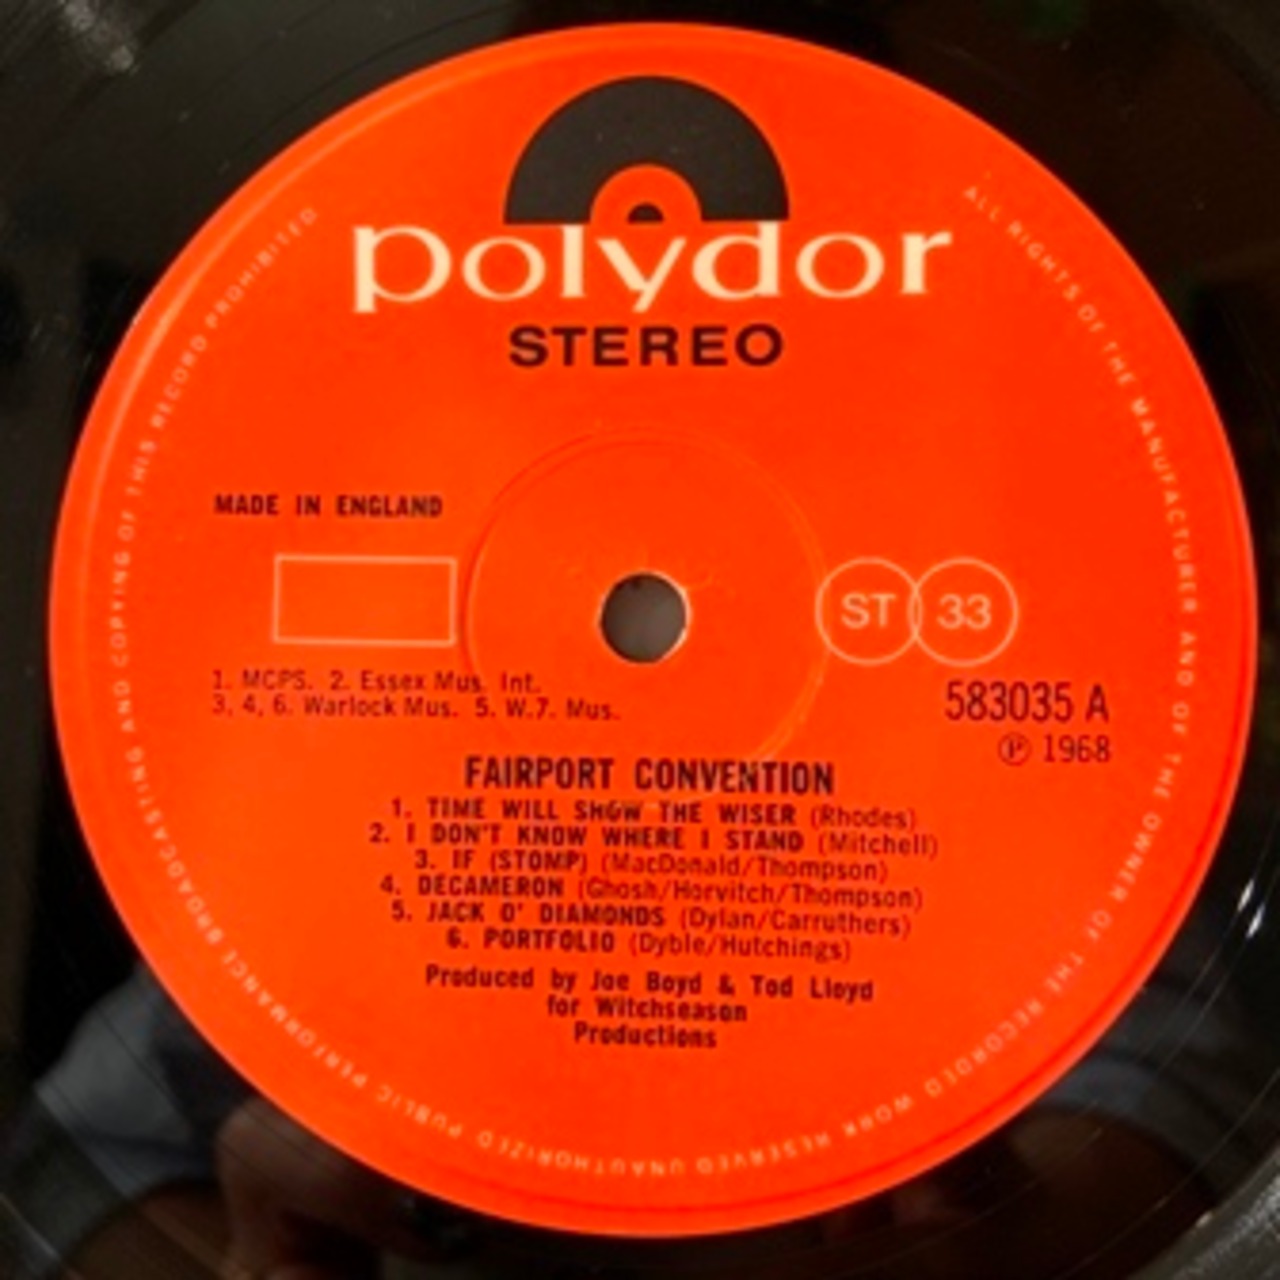 polydor
STEREO
MADE IN ENGLAND
ST 33
1. MCPS. 2. Essex Mus. Int.
3, 4, 6. Warlock Mus. 5. W.7. Mus.
583035 A
Ⓟ 1968
FAIRPORT CONVENTION
1. TIME WILL SHOW THE WISER (Rhodes)
2. I DON'T KNOW WHERE I STAND (Mitchell)
3. IF (STOMP) (MacDonald/Thompson)
4. DECAMERON (Ghosh/Horvitch/Thompson)
5. JACK O' DIAMONDS (Dylan/Carruthers)
6. PORTFOLIO (Dyble/Hutchings)
Produced by Joe Boyd & Tod Lloyd
for Witchseason
Productions
ALL RIGHTS OF THE MANUFACTURER AND OF THE OWNER OF THE RECORDED WORK RESERVED UNAUTHORIZED PUBLIC PERFORMANCE BROADCASTING AND COPYING OF THIS RECORD PROHIBITED